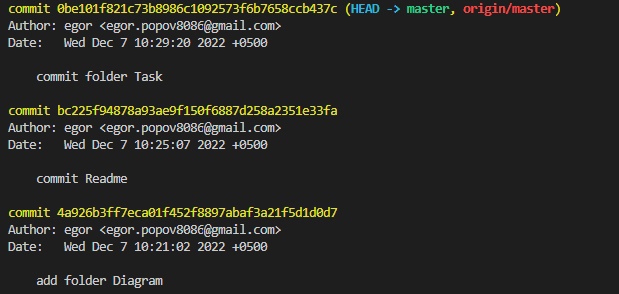 commit 0be101f821c73b8986c1092573f6b7658ccb437c (HEAD -> master, origin/master)
Author: egor <egor.popov8086@gmail.com>
Date:   Wed Dec 7 10:29:20 2022 +0500
commit folder Task
commit bc225f94878a93ae9f150f6887d258a2351e33fa
Author: egor <egor.popov8086@gmail.com>
Date:   Wed Dec 7 10:25:07 2022 +0500
commit Readme
commit 4a926b3ff7eca01f452f8897abaf3a21f5d1d0d7
Author: egor <egor.popov8086@gmail.com>
Date:   Wed Dec 7 10:21:02 2022 +0500
add folder Diagram